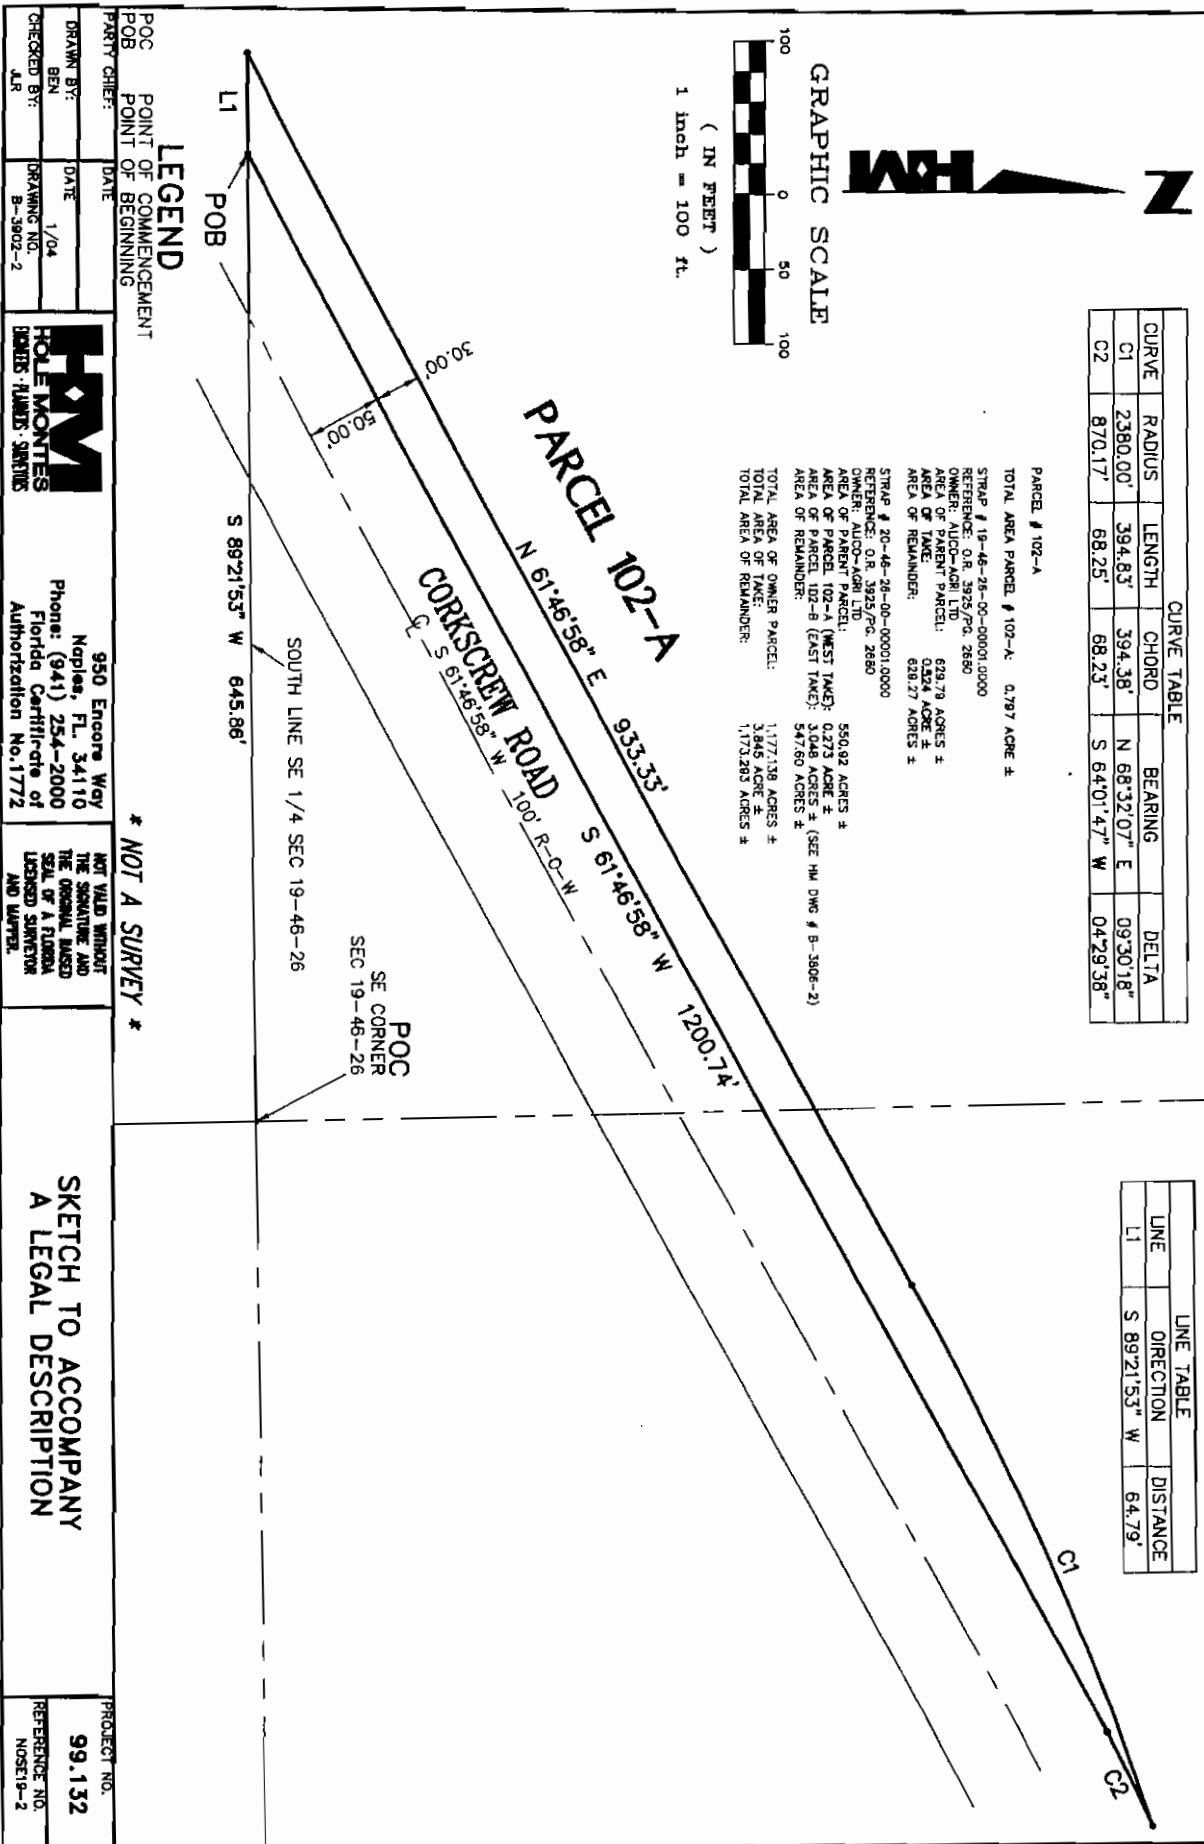 N
HM
GRAPHIC SCALE
100 0 50 100
( IN FEET )
1 inch = 100 ft.
CURVE TABLE
CURVE RADIUS LENGTH CHORD BEARING DELTA
C1 2380.00' 394.83' 394.38' N 68°32'07" E 09°30'18"
C2 870.17' 68.25' 68.23' S 64°01'47" W 04°29'38"
LINE TABLE
LINE DIRECTION DISTANCE
L1 S 89°21'53" W 64.79'
PARCEL # 102-A
TOTAL AREA PARCEL # 102-A: 0.797 ACRE ±
STRAP # 19-46-26-00-00001.0000
REFERENCE: O.R. 3925/PG. 2680
OWNER: ALICO-AGRI LTD
AREA OF PARENT PARCEL: 629.79 ACRES ±
AREA OF TAKE: 0.524 ACRE ±
AREA OF REMAINDER: 629.27 ACRES ±
STRAP # 20-46-26-00-00001.0000
REFERENCE: O.R. 3925/PG. 2680
OWNER: ALICO-AGRI LTD
AREA OF PARENT PARCEL: 550.92 ACRES ±
AREA OF PARCEL 102-A (WEST TAKE): 0.273 ACRE ±
AREA OF PARCEL 102-B (EAST TAKE): 3.048 ACRES ± (SEE HM DWG # B-3806-2)
AREA OF REMAINDER: 547.60 ACRES ±
TOTAL AREA OF OWNER PARCEL: 1,177.138 ACRES ±
TOTAL AREA OF TAKE: 3.845 ACRE ±
TOTAL AREA OF REMAINDER: 1,173.293 ACRES ±
PARCEL 102-A
N 61°46'58" E 933.33'
C1
C2
30.00'
50.00'
S 61°46'58" W 1200.74'
CORKSCREW ROAD
CL S 61°46'58" W 100' R-O-W
L1
POB
SOUTH LINE SE 1/4 SEC 19-46-26
S 89°21'53" W 645.86'
POC
SE CORNER
SEC 19-46-26
LEGEND
POC POINT OF COMMENCEMENT
POB POINT OF BEGINNING
* NOT A SURVEY *
PARTY CHIEF: DATE
DRAWN BY: DATE
BEN 1/04
CHECKED BY: DRAWING NO.
JLR B-3902-2
HM
HOLE MONTES
ENGINEERS · PLANNERS · SURVEYORS
950 Encore Way
Naples, FL. 34110
Phone: (941) 254-2000
Florida Certificate of
Authorization No.1772
NOT VALID WITHOUT
THE SIGNATURE AND
THE ORIGINAL RAISED
SEAL OF A FLORIDA
LICENSED SURVEYOR
AND MAPPER.
SKETCH TO ACCOMPANY
A LEGAL DESCRIPTION
PROJECT NO.
99.132
REFERENCE NO.
NOSE19-2